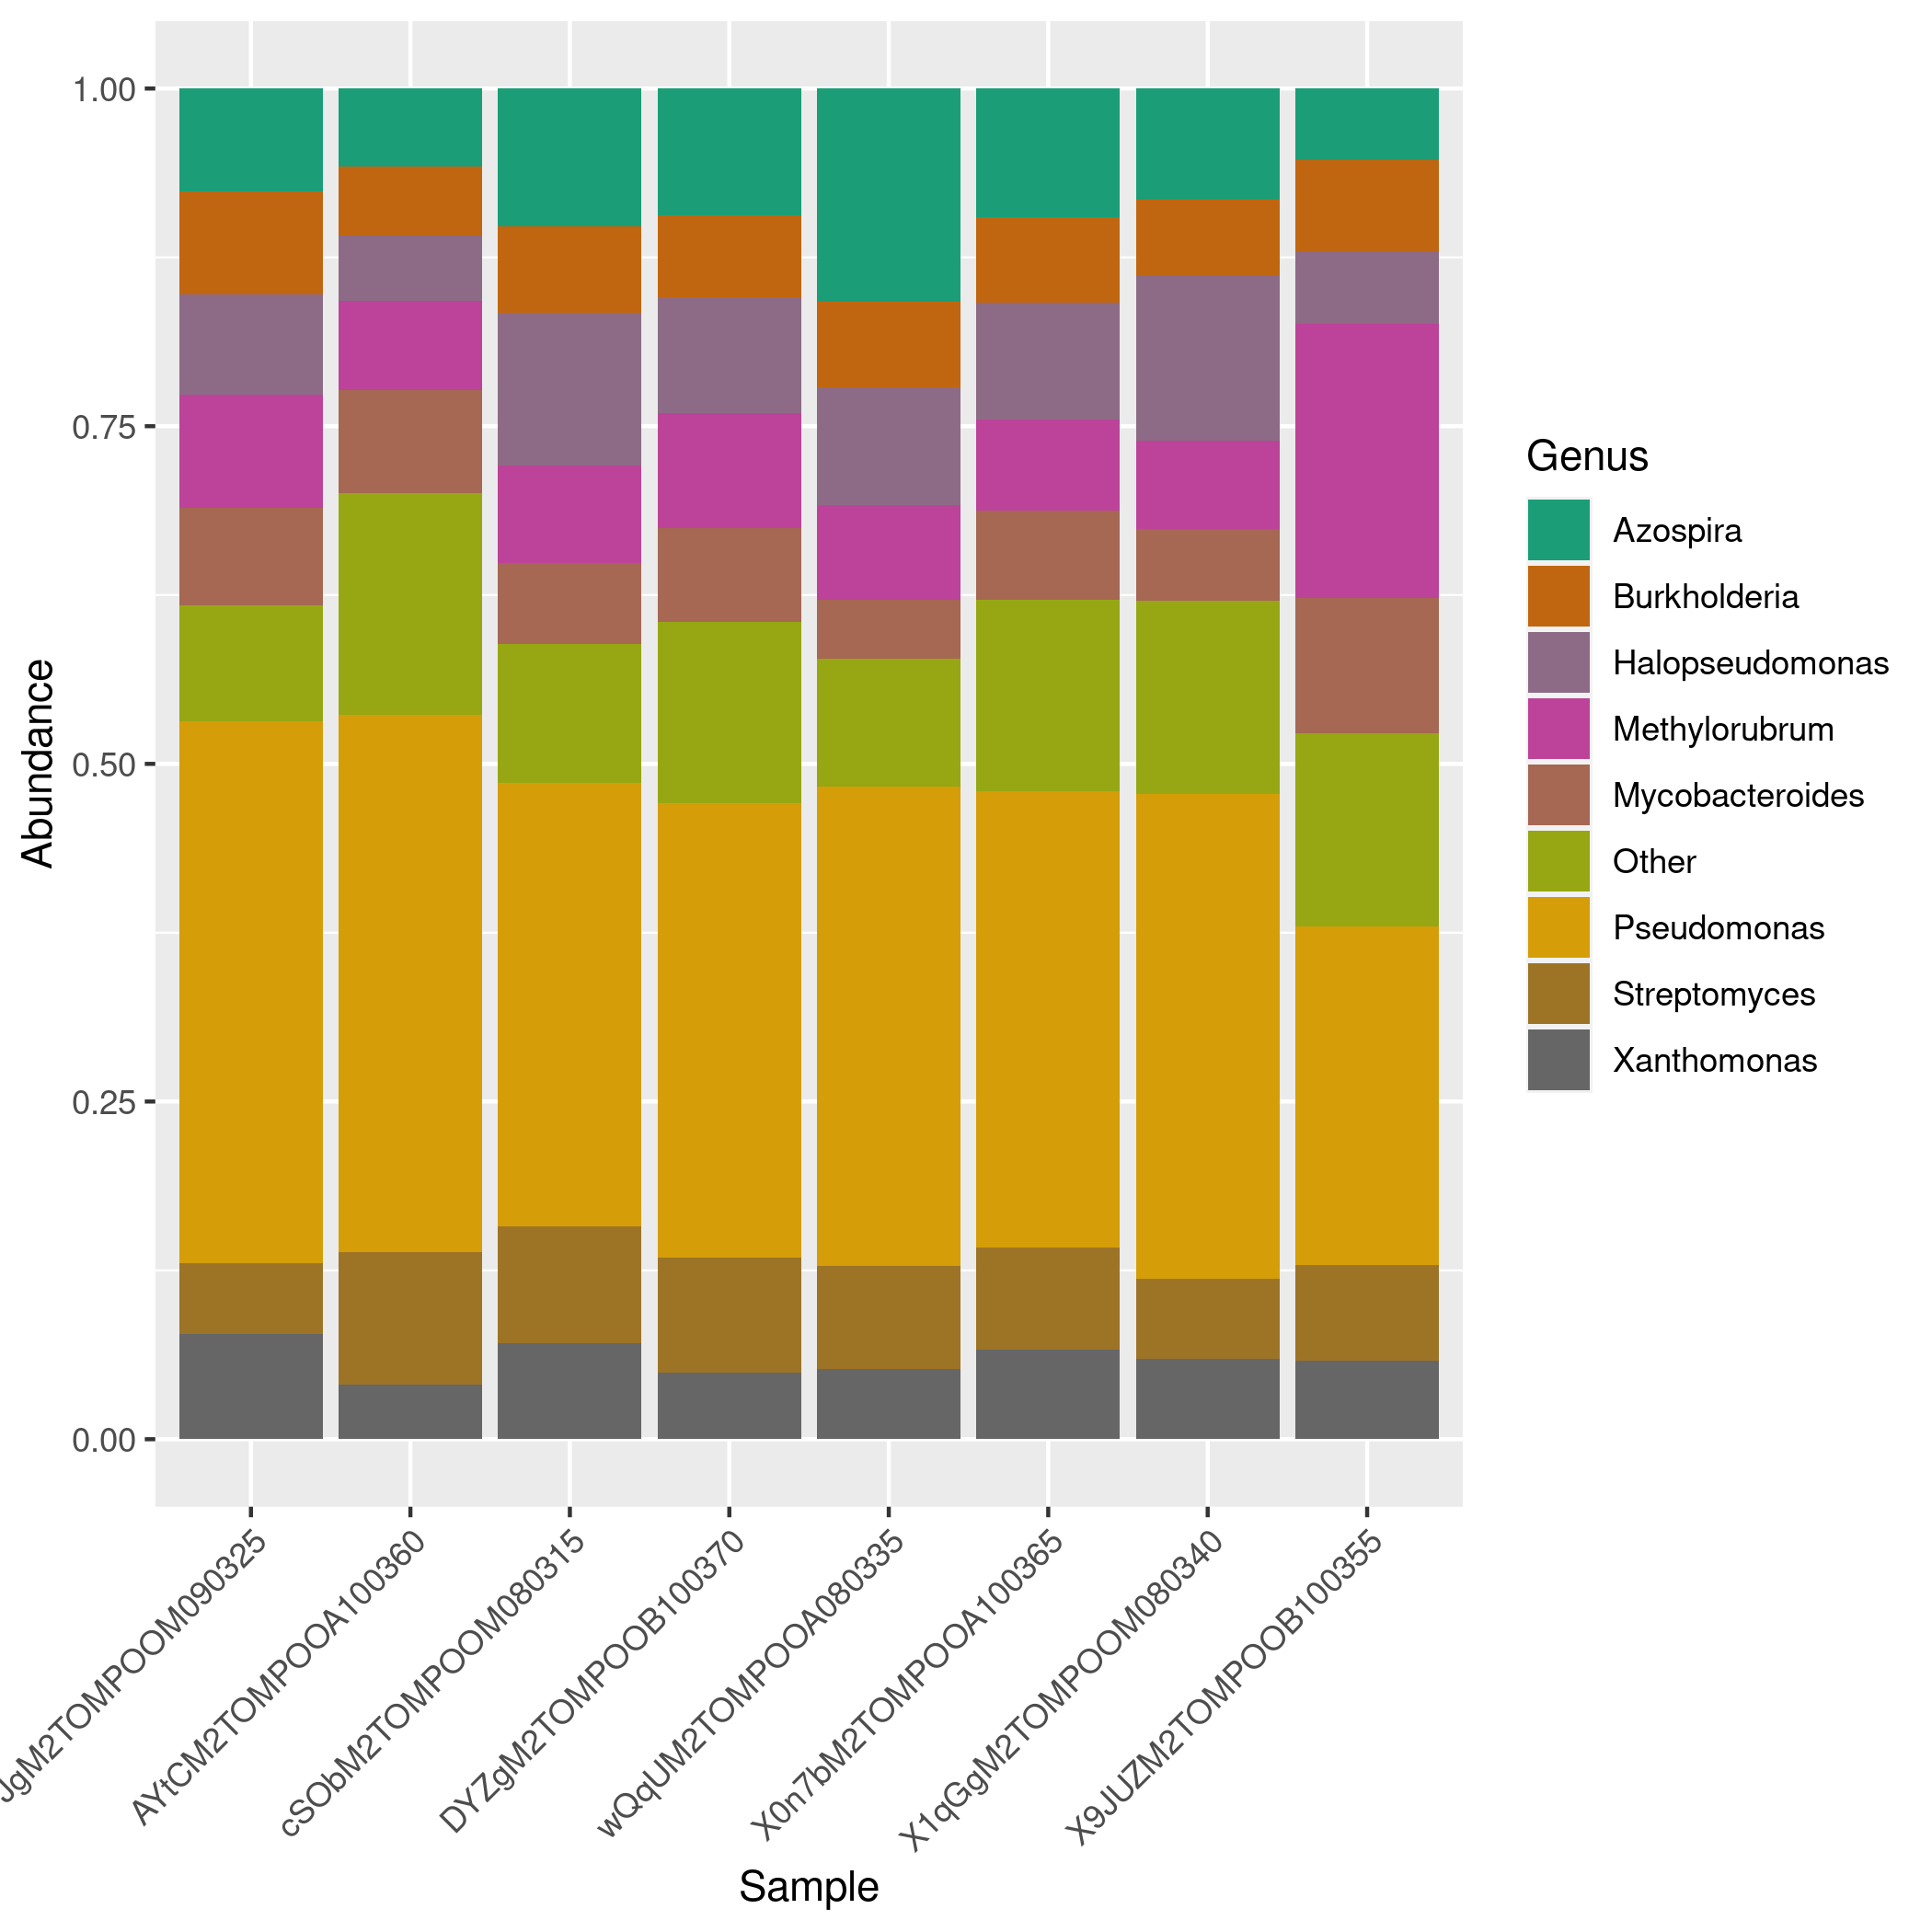 1.00
0.75
0.50
0.25
0.00
Abundance
JgM2TOMPOOM090325
AYtCM2TOMPOOA100360
cSObM2TOMPOOM080315
DYZgM2TOMPOOB100370
wQqUM2TOMPOOA080335
X0n7bM2TOMPOOA100365
X1qGgM2TOMPOOM080340
X9JUZM2TOMPOOB100355
Sample
Genus
Azospira
Burkholderia
Halopseudomonas
Methylorubrum
Mycobacteroides
Other
Pseudomonas
Streptomyces
Xanthomonas